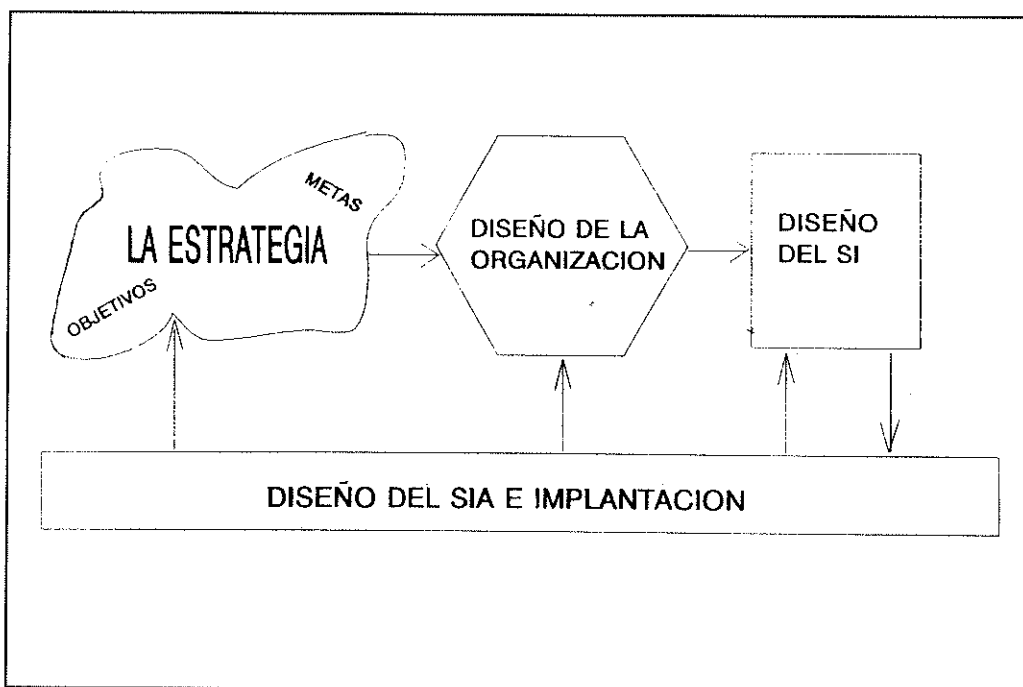 METAS
LA ESTRATEGIA
OBJETIVOS
DISEÑO DE LA
ORGANIZACION
DISEÑO
DEL SI
DISEÑO DEL SIA E IMPLANTACION